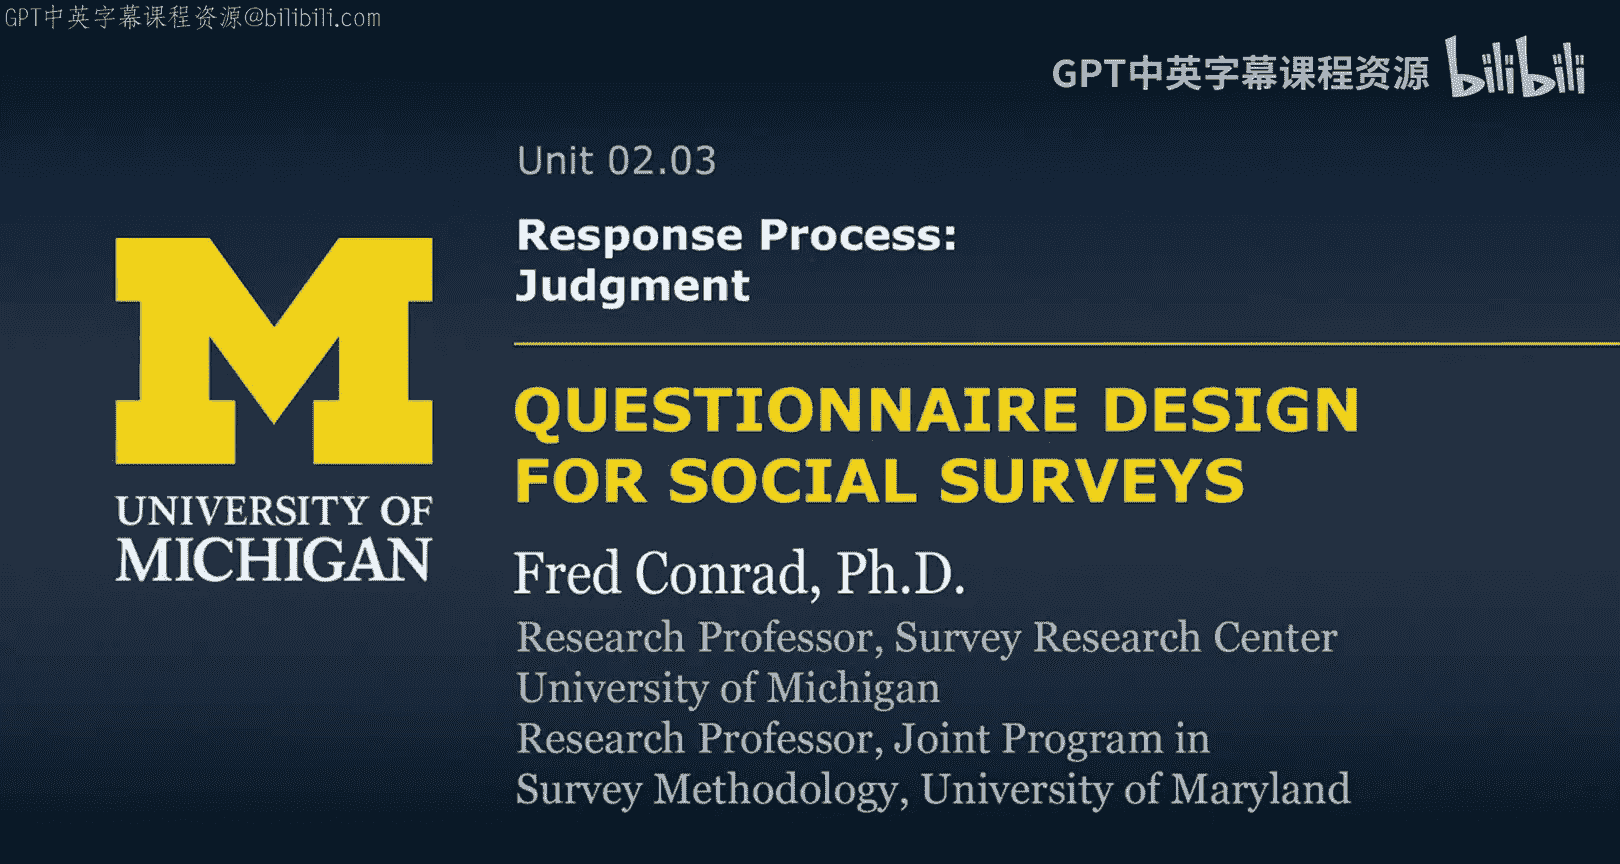 GPT中英字幕课程资源@bilibili.com
GPT中英字幕课程资源 bilibili
Unit 02.03
Response Process:
Judgment
QUESTIONNAIRE DESIGN
FOR SOCIAL SURVEYS
M
UNIVERSITY OF
MICHIGAN
Fred Conrad, Ph.D.
Research Professor, Survey Research Center
University of Michigan
Research Professor, Joint Program in
Survey Methodology, University of Maryland